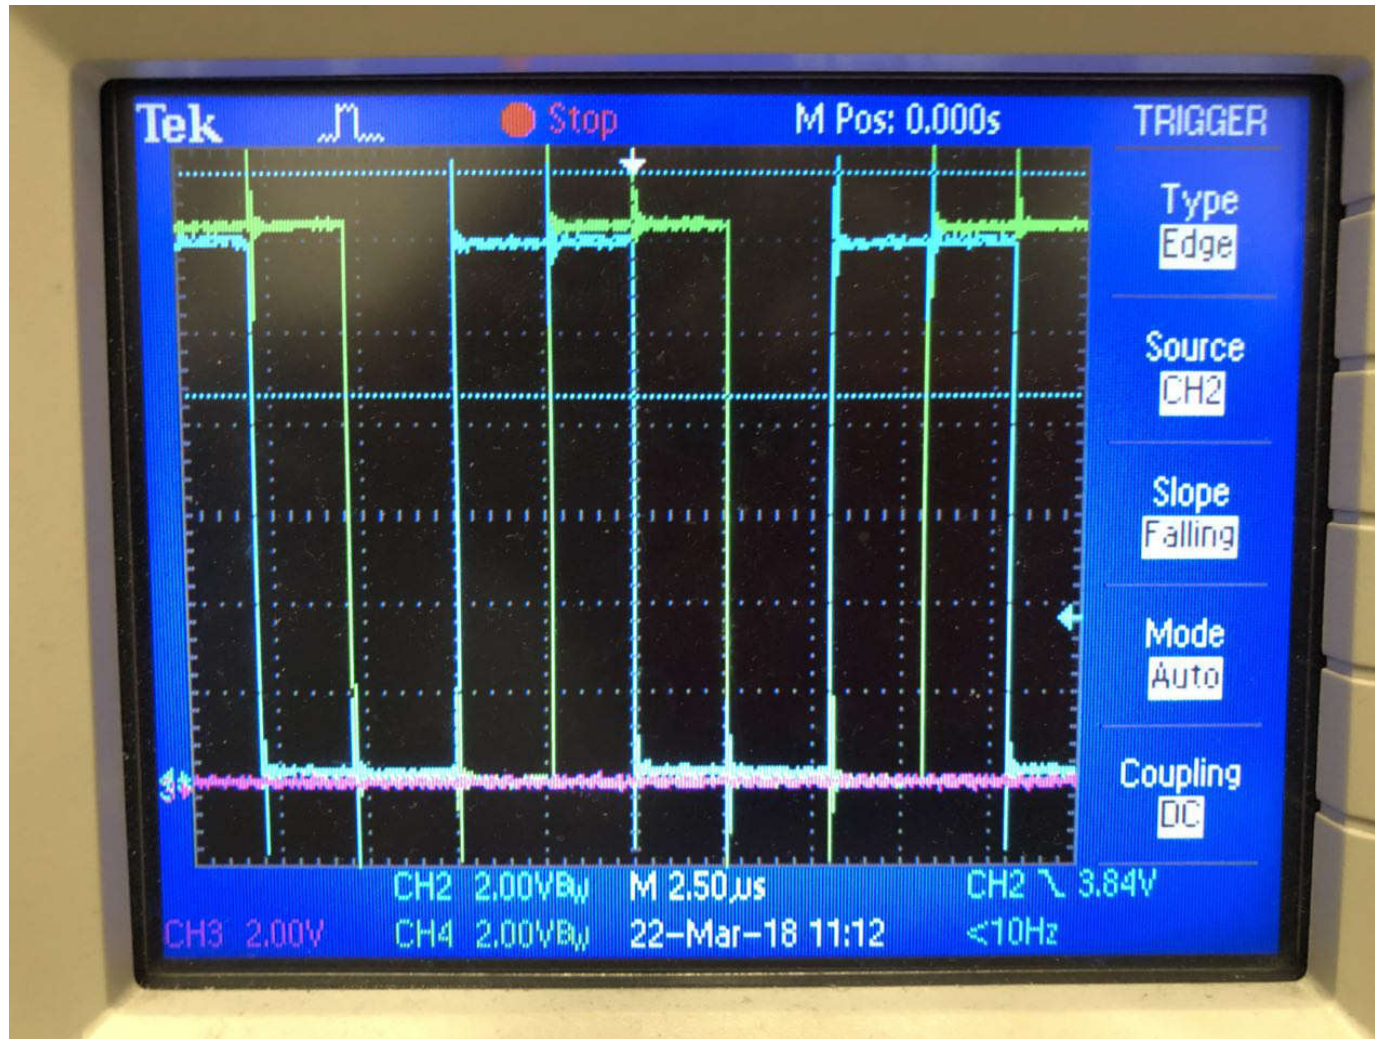 Tek Stop M Pos: 0.000s TRIGGER
Type
Edge
Source
CH2
Slope
Falling
Mode
Auto
Coupling
DC
CH2 2.00VBW M 2.50µs CH2 3.84V
CH3 2.00V CH4 2.00VBW 22-Mar-18 11:12 <10Hz